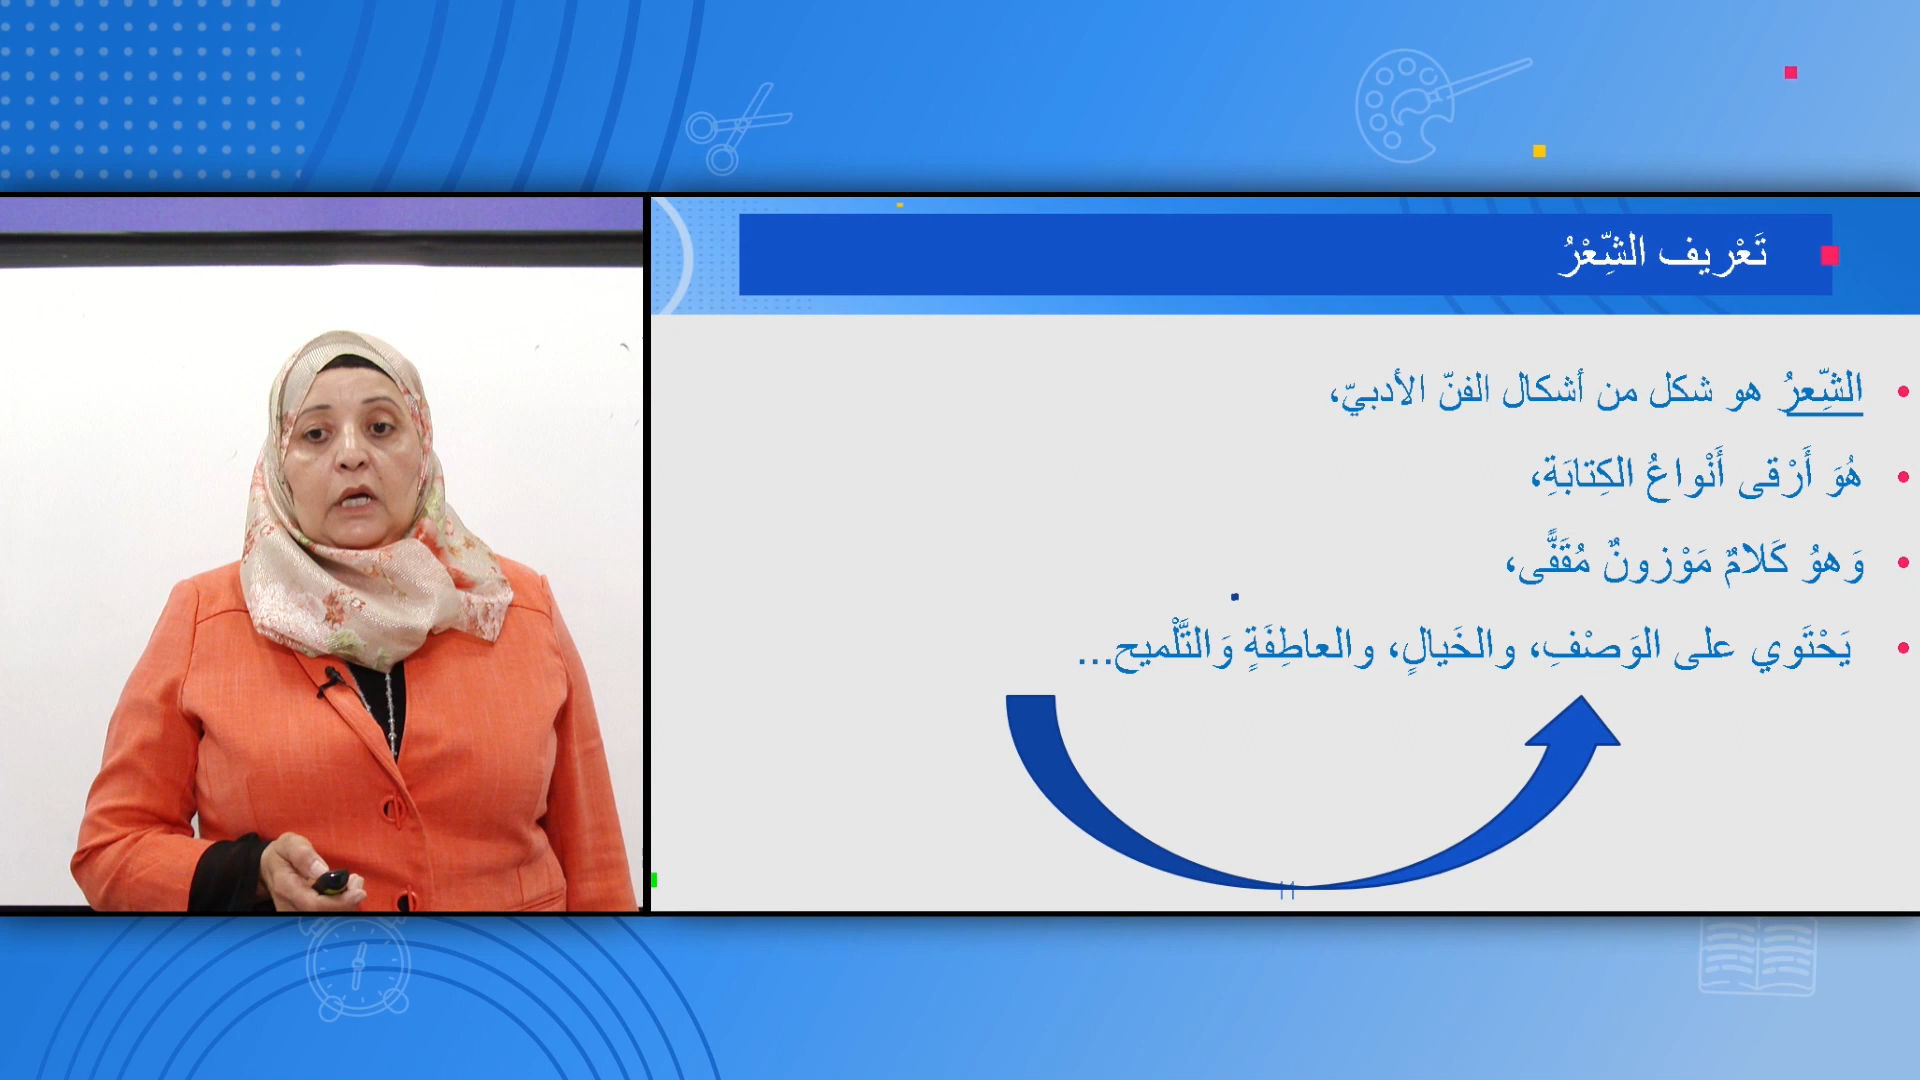 تَعْريف الشِّعْرُ
الشِّعرُ هو شكل من أشكال الفنّ الأدبيّ،
هُوَ أَرْقى أَنْواعُ الكِتابَةِ،
وَهوُ كَلامٌ مَوْزونٌ مُقَفًّى،
يَحْتَوي على الوَصْفِ، والخَيالِ، والعاطِفَةِ وَالتَّلْميح...
11